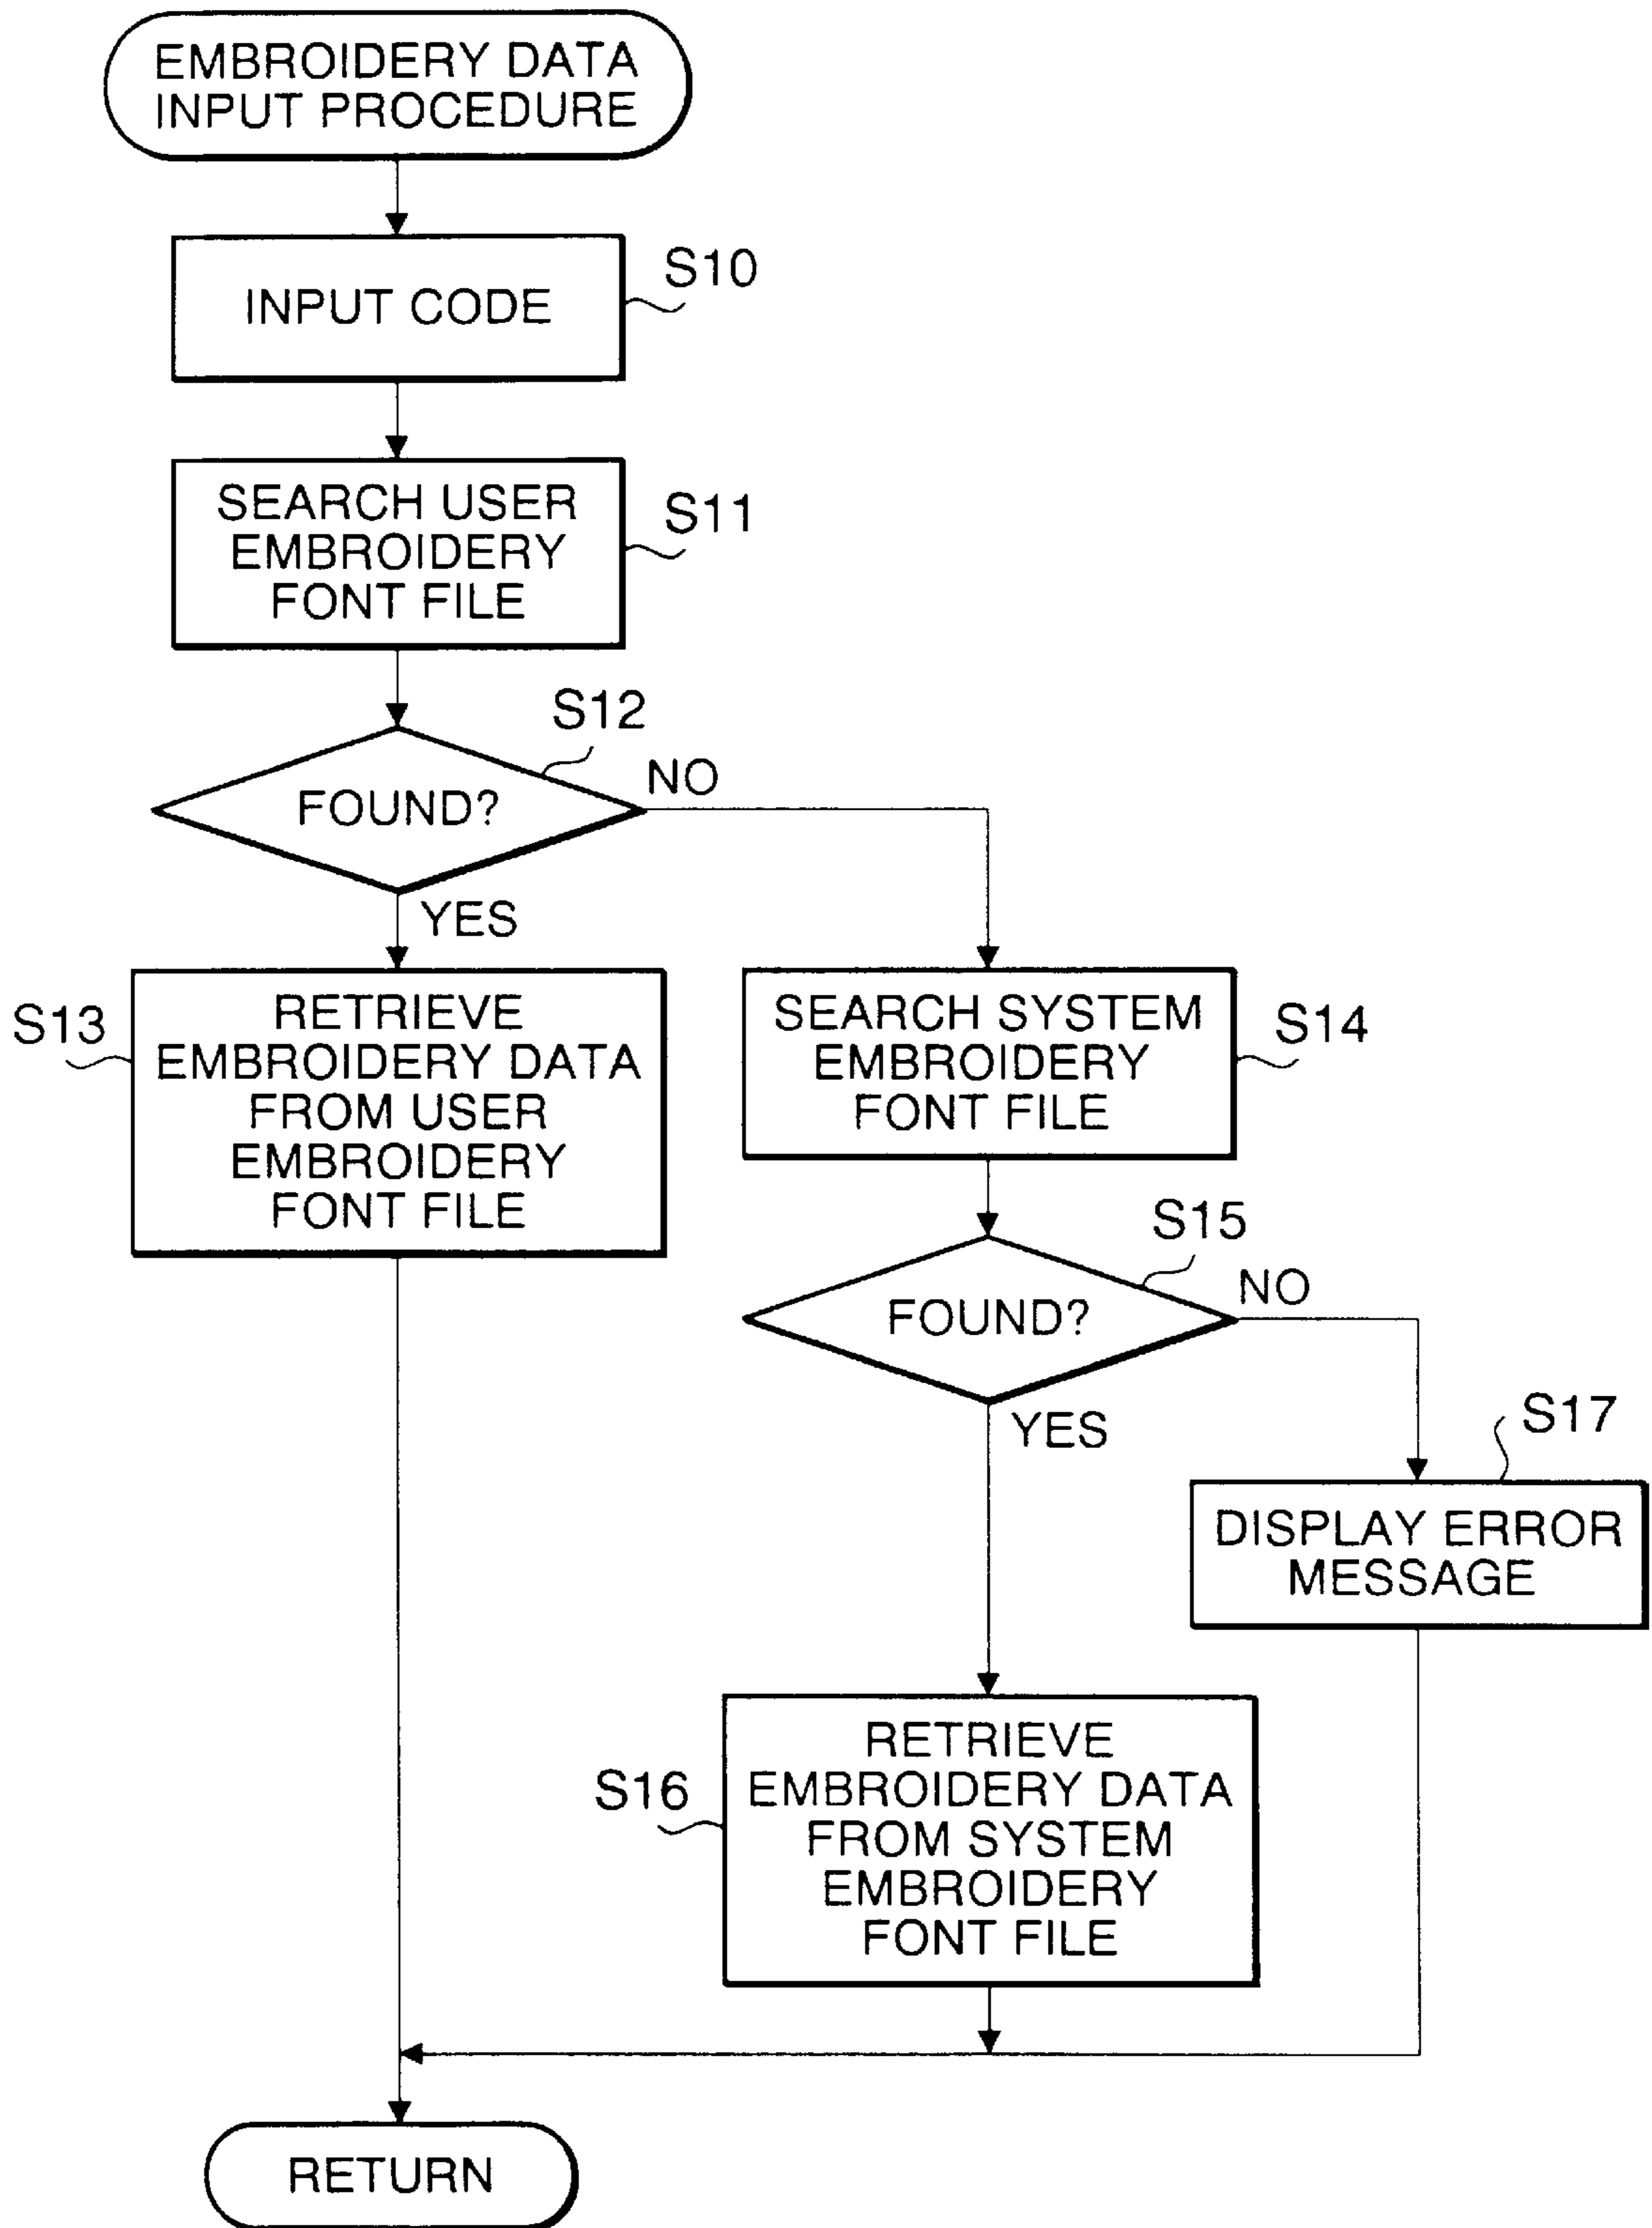 EMBROIDERY DATA
INPUT PROCEDURE
INPUT CODE
S10
SEARCH USER
EMBROIDERY
FONT FILE
S11
S12
FOUND?
NO
YES
S13
RETRIEVE
EMBROIDERY DATA
FROM USER
EMBROIDERY
FONT FILE
SEARCH SYSTEM
EMBROIDERY
FONT FILE
S14
S15
FOUND?
NO
YES
S17
DISPLAY ERROR
MESSAGE
S16
RETRIEVE
EMBROIDERY DATA
FROM SYSTEM
EMBROIDERY
FONT FILE
RETURN